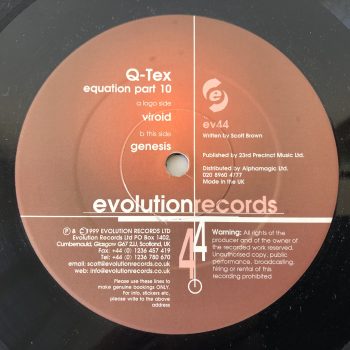 Q-Tex
equation part 10
a logo side
viroid
b this side
genesis
e
ev44
Written by Scott Brown
Published by 23rd Precinct Music Ltd.
Distributed by Alphamagic Ltd.
020 8960 4777
Made in the UK
evolutionrecords
℗ & ©1999 EVOLUTION RECORDS LTD
Evolution Records Ltd PO Box 1402,
Cumbernauld, Glasgow G67 2JJ, Scotland, UK
Fax: +44 (0) 1236 457 419
Tel: +44 (0) 1236 780 670
email: scott@evolutionrecords.co.uk
web: info@evolutionrecords.co.uk
Please use these lines to
make genuine bookings ONLY.
For info, stickers etc.
please write to the above
address
44
Warning: All rights of the
producer and of the owner of
the recorded work reserved.
Unauthorised copy, public
performance, broadcasting,
hiring or rental of this
recording prohibited